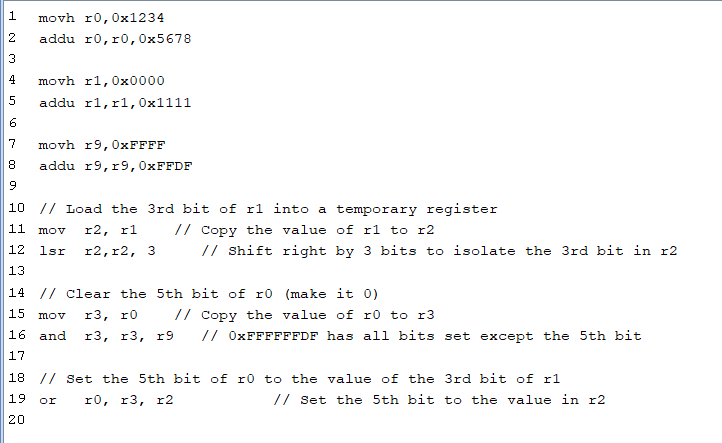 1 movh r0,0x1234
2 addu r0,r0,0x5678
3
4 movh r1,0x0000
5 addu r1,r1,0x1111
6
7 movh r9,0xFFFF
8 addu r9,r9,0xFFDF
9
10 // Load the 3rd bit of r1 into a temporary register
11 mov  r2, r1    // Copy the value of r1 to r2
12 lsr  r2,r2, 3     // Shift right by 3 bits to isolate the 3rd bit in r2
13
14 // Clear the 5th bit of r0 (make it 0)
15 mov  r3, r0    // Copy the value of r0 to r3
16 and  r3, r3, r9   // 0xFFFFFFDF has all bits set except the 5th bit
17
18 // Set the 5th bit of r0 to the value of the 3rd bit of r1
19 or   r0, r3, r2          // Set the 5th bit to the value in r2
20